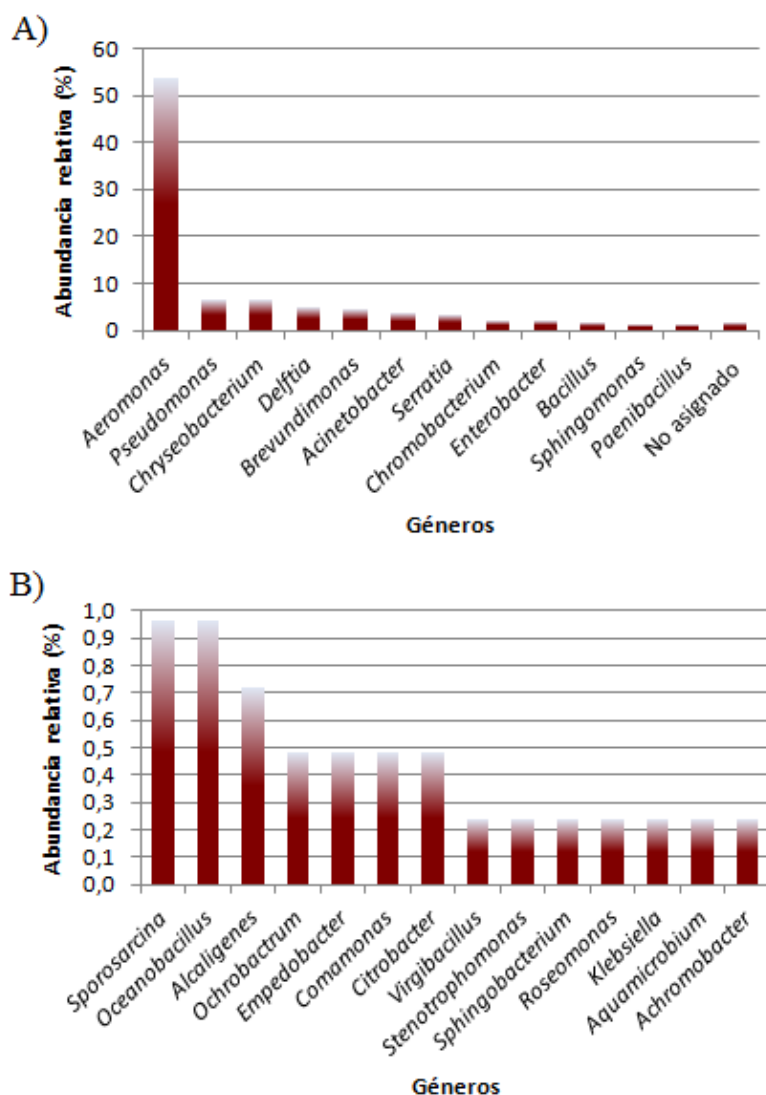 A)
Abundancia relativa (%)
60
50
40
30
20
10
0
Aeromonas
Pseudomonas
Chryseobacterium
Delftia
Brevundimonas
Acinetobacter
Serratia
Chromobacterium
Enterobacter
Bacillus
Sphingomonas
Paenibacillus
No asignado
Géneros
B)
Abundancia relativa (%)
1,0
0,9
0,8
0,7
0,6
0,5
0,4
0,3
0,2
0,1
0,0
Sporosarcina
Oceanobacillus
Alcaligenes
Ochrobactrum
Empedobacter
Comamonas
Citrobacter
Virgibacillus
Stenotrophomonas
Sphingobacterium
Roseomonas
Klebsiella
Aquamicrobium
Achromobacter
Géneros